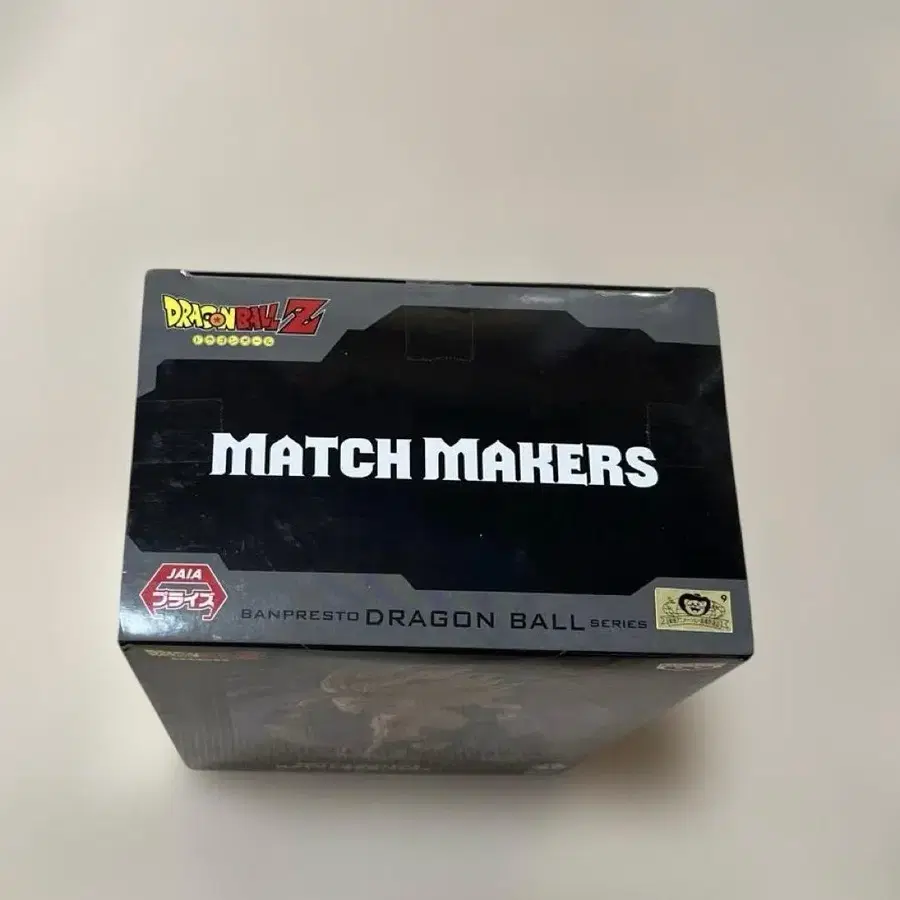 DRAGON BALL Z
ドラゴンボール
MATCH MAKERS
JAIA
プライズ
BANPRESTO DRAGON BALL SERIES
9